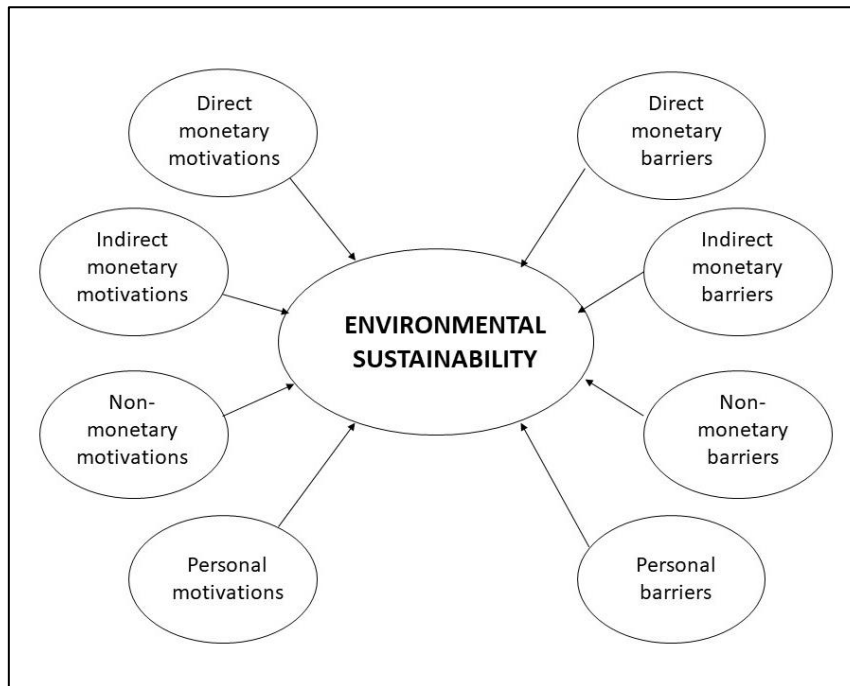 Direct
monetary
motivations
Direct
monetary
barriers
Indirect
monetary
motivations
Indirect
monetary
barriers
ENVIRONMENTAL
SUSTAINABILITY
Non-
monetary
motivations
Non-
monetary
barriers
Personal
motivations
Personal
barriers